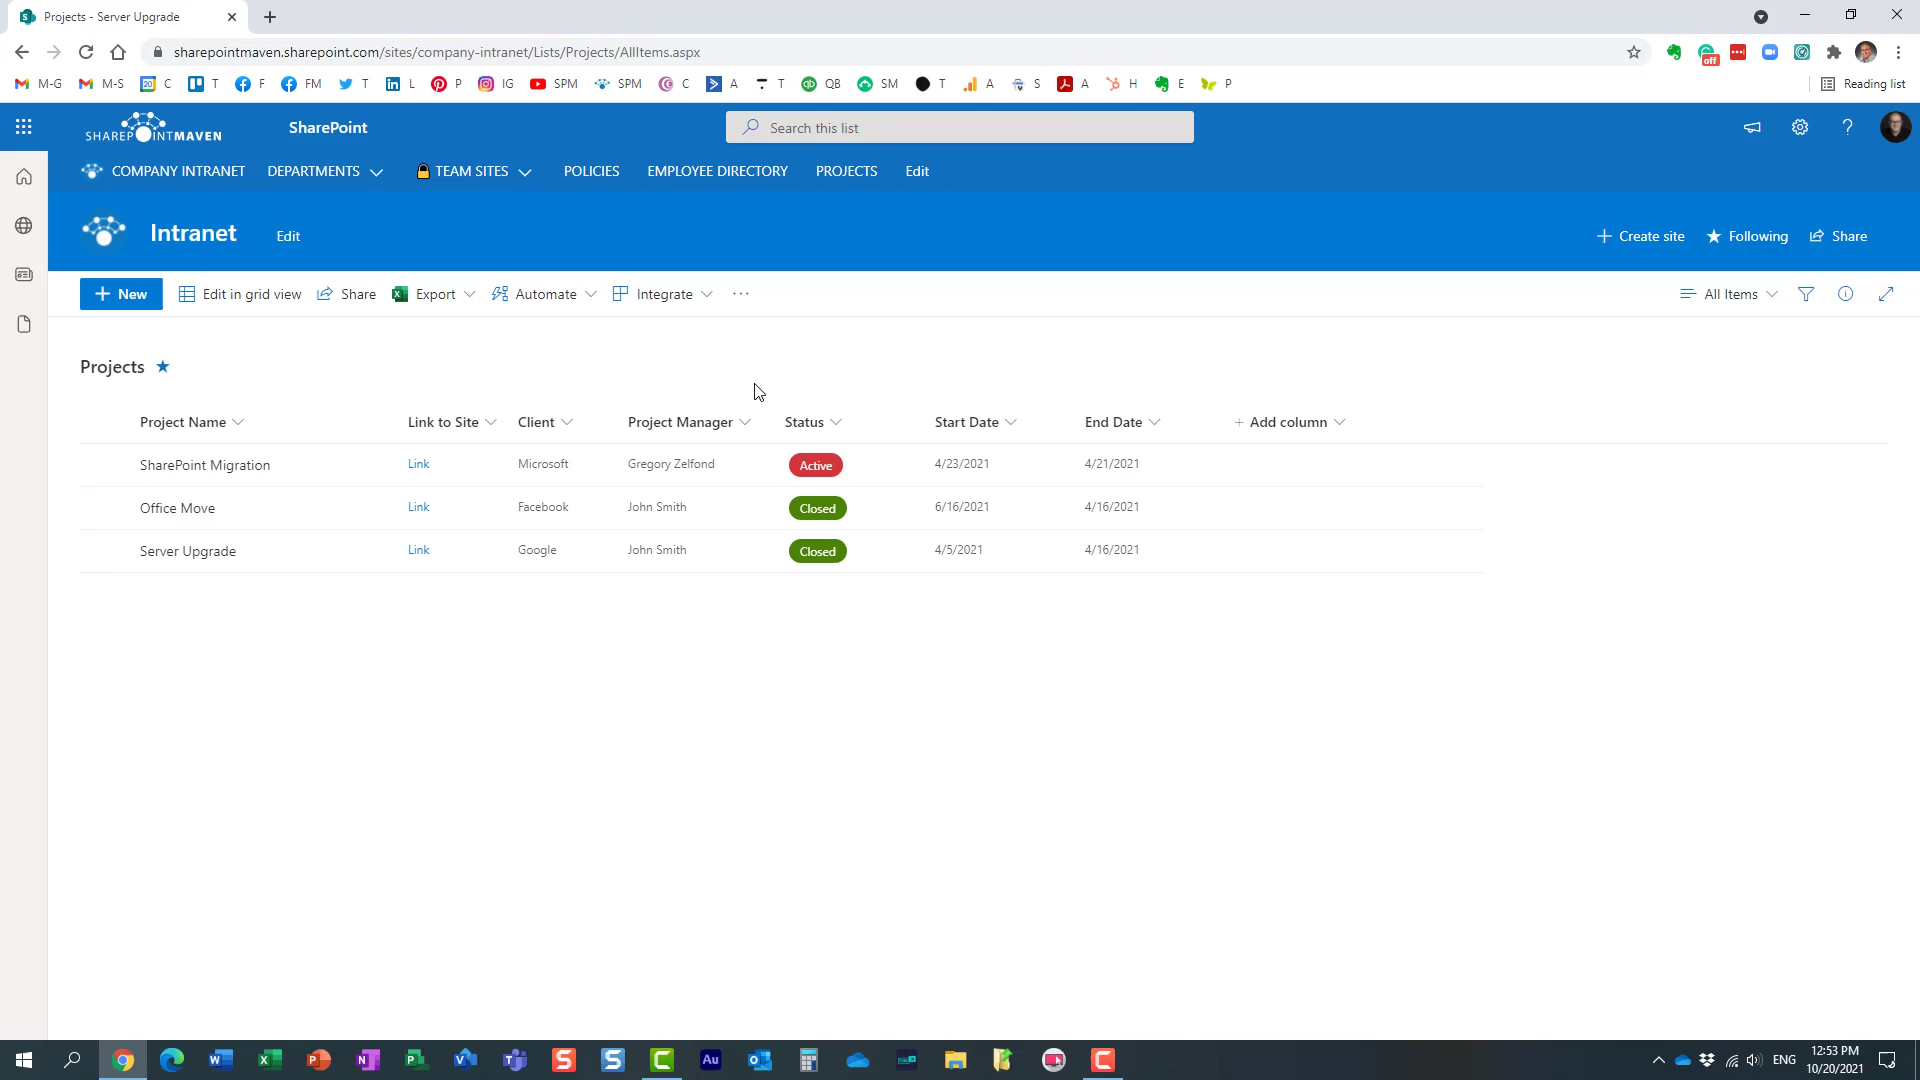 Projects - Server Upgrade
sharepointmaven.sharepoint.com/sites/company-intranet/Lists/Projects/AllItems.aspx
off
M-G M-S 20 C T F FM T L P IG SPM SPM C A T QB SM T A S A H E P Reading list
SHAREPOINTMAVEN SharePoint Search this list
COMPANY INTRANET DEPARTMENTS TEAM SITES POLICIES EMPLOYEE DIRECTORY PROJECTS Edit
Intranet Edit + Create site Following Share
+ New Edit in grid view Share Export Automate Integrate ... All Items
Projects
Project Name Link to Site Client Project Manager Status Start Date End Date + Add column
SharePoint Migration Link Microsoft Gregory Zelfond Active 4/23/2021 4/21/2021
Office Move Link Facebook John Smith Closed 6/16/2021 4/16/2021
Server Upgrade Link Google John Smith Closed 4/5/2021 4/16/2021
ENG
12:53 PM
10/20/2021